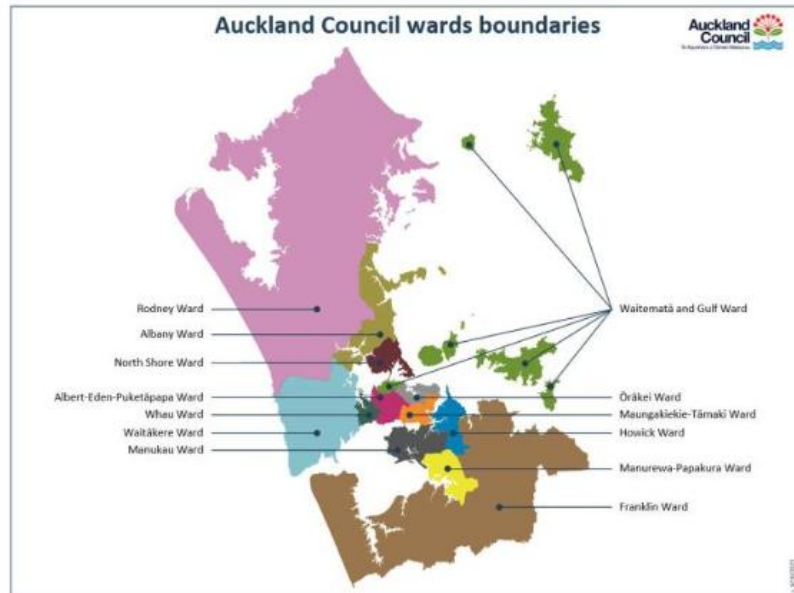 Auckland Council wards boundaries
Auckland
Council
Rodney Ward
Waitematā and Gulf Ward
Albany Ward
North Shore Ward
Albert-Eden-Puketāpapa Ward
Ōrākei Ward
Whau Ward
Maungakiekie-Tāmaki Ward
Waitākere Ward
Howick Ward
Manukau Ward
Manurewa-Papakura Ward
Franklin Ward